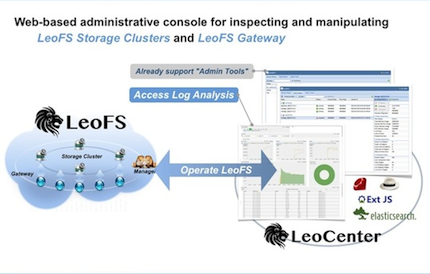 Web-based administrative console for inspecting and manipulating
LeoFS Storage Clusters and LeoFS Gateway
Already support "Admin Tools"
Access Log Analysis
LeoFS
Storage Cluster
Gateway
Manager
Operate LeoFS
Ext JS
elasticsearch.
LeoCenter